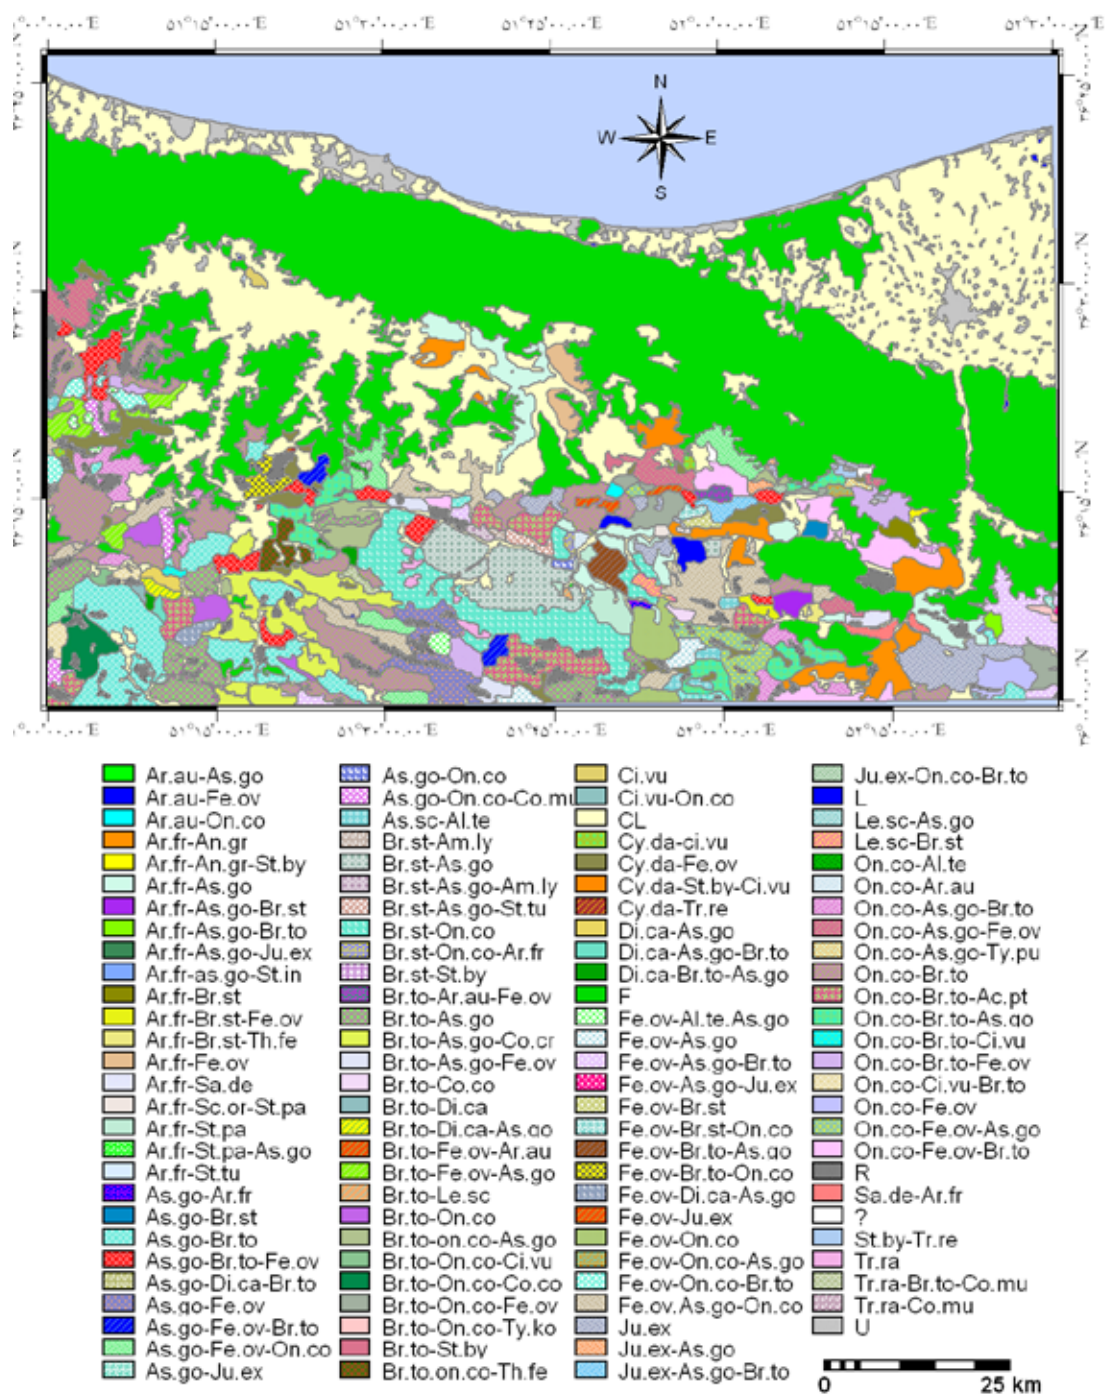 N
W E
S
Ar.au-As.go
Ar.au-Fe.ov
Ar.au-On.co
Ar.fr-An.gr
Ar.fr-An.gr-St.by
Ar.fr-As.go
Ar.fr-As.go-Br.st
Ar.fr-As.go-Br.to
Ar.fr-As.go-Ju.ex
Ar.fr-as.go-St.in
Ar.fr-Br.st
Ar.fr-Br.st-Fe.ov
Ar.fr-Br.st-Th.fe
Ar.fr-Fe.ov
Ar.fr-Sa.de
Ar.fr-Sc.or-St.pa
Ar.fr-St.pa
Ar.fr-St.pa-As.go
Ar.fr-St.tu
As.go-Ar.fr
As.go-Br.st
As.go-Br.to
As.go-Br.to-Fe.ov
As.go-Di.ca-Br.to
As.go-Fe.ov
As.go-Fe.ov-Br.to
As.go-Fe.ov-On.co
As.go-Ju.ex
As.go-On.co
As.go-On.co-Co.mu
As.sc-Al.te
Br.st-Am.ly
Br.st-As.go
Br.st-As.go-Am.ly
Br.st-As.go-St.tu
Br.st-On.co
Br.st-On.co-Ar.fr
Br.st-St.by
Br.to-Ar.au-Fe.ov
Br.to-As.go
Br.to-As.go-Co.cr
Br.to-As.go-Fe.ov
Br.to-Co.co
Br.to-Di.ca
Br.to-Di.ca-As.go
Br.to-Fe.ov-Ar.au
Br.to-Fe.ov-As.go
Br.to-Le.sc
Br.to-On.co
Br.to-on.co-As.go
Br.to-On.co-Ci.vu
Br.to-On.co-Co.co
Br.to-On.co-Fe.ov
Br.to-On.co-Ty.ko
Br.to-St.by
Br.to.on.co-Th.fe
Ci.vu
Ci.vu-On.co
CL
Cy.da-ci.vu
Cy.da-Fe.ov
Cy.da-St.by-Ci.vu
Cy.da-Tr.re
Di.ca-As.go
Di.ca-As.go-Br.to
Di.ca-Br.to-As.go
F
Fe.ov-Al.te.As.go
Fe.ov-As.go
Fe.ov-As.go-Br.to
Fe.ov-As.go-Ju.ex
Fe.ov-Br.st
Fe.ov-Br.st-On.co
Fe.ov-Br.to-As.go
Fe.ov-Br.to-On.co
Fe.ov-Di.ca-As.go
Fe.ov-Ju.ex
Fe.ov-On.co
Fe.ov-On.co-As.go
Fe.ov-On.co-Br.to
Fe.ov.As.go-On.co
Ju.ex
Ju.ex-As.go
Ju.ex-As.go-Br.to
Ju.ex-On.co-Br.to
L
Le.sc-As.go
Le.sc-Br.st
On.co-Al.te
On.co-Ar.au
On.co-As.go-Br.to
On.co-As.go-Fe.ov
On.co-As.go-Ty.pu
On.co-Br.to
On.co-Br.to-Ac.pt
On.co-Br.to-As.go
On.co-Br.to-Ci.vu
On.co-Br.to-Fe.ov
On.co-Ci.vu-Br.to
On.co-Fe.ov
On.co-Fe.ov-As.go
On.co-Fe.ov-Br.to
R
Sa.de-Ar.fr
?
St.by-Tr.re
Tr.ra
Tr.ra-Br.to-Co.mu
Tr.ra-Co.mu
U
0 25 km